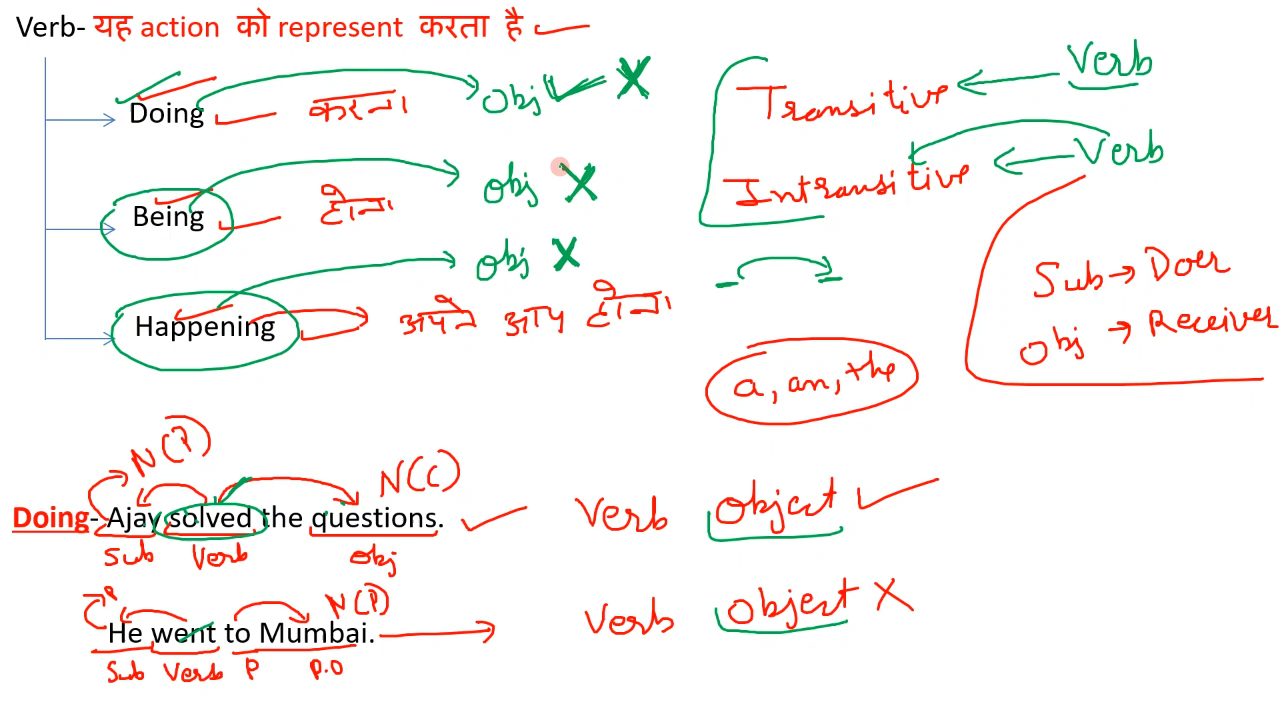 Verb- यह action को represent करता है
Doing करना Obj X
Being होना obj X
Happening अपने आप होना obj X
Transitive Verb
Intransitive Verb
Sub → Doer
Obj → Receiver
a, an, the
N(P) N(C)
Doing- Ajay solved the questions. Verb Object
Sub Verb Obj
P N(P)
He went to Mumbai. Verb Object X
Sub Verb P P.O